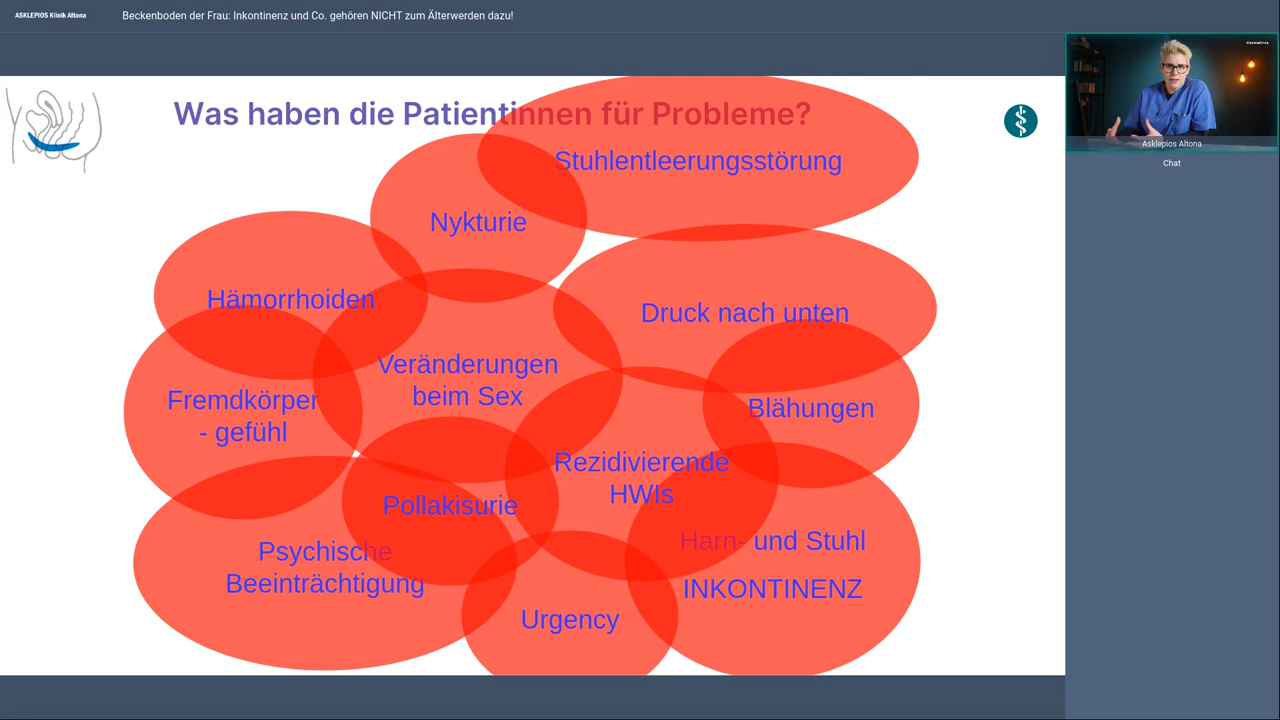 ASKLEPIOS Klinik Altona
Beckenboden der Frau: Inkontinenz und Co. gehören NICHT zum Älterwerden dazu!
Was haben die Patientinnen für Probleme?
Stuhlentleerungsstörung
Nykturie
Hämorrhoiden
Druck nach unten
Veränderungen
beim Sex
Fremdkörper
- gefühl
Blähungen
Rezidivierende
HWIs
Pollakisurie
Psychische
Beeinträchtigung
Harn- und Stuhl
INKONTINENZ
Urgency
Asklepios Altona
Chat